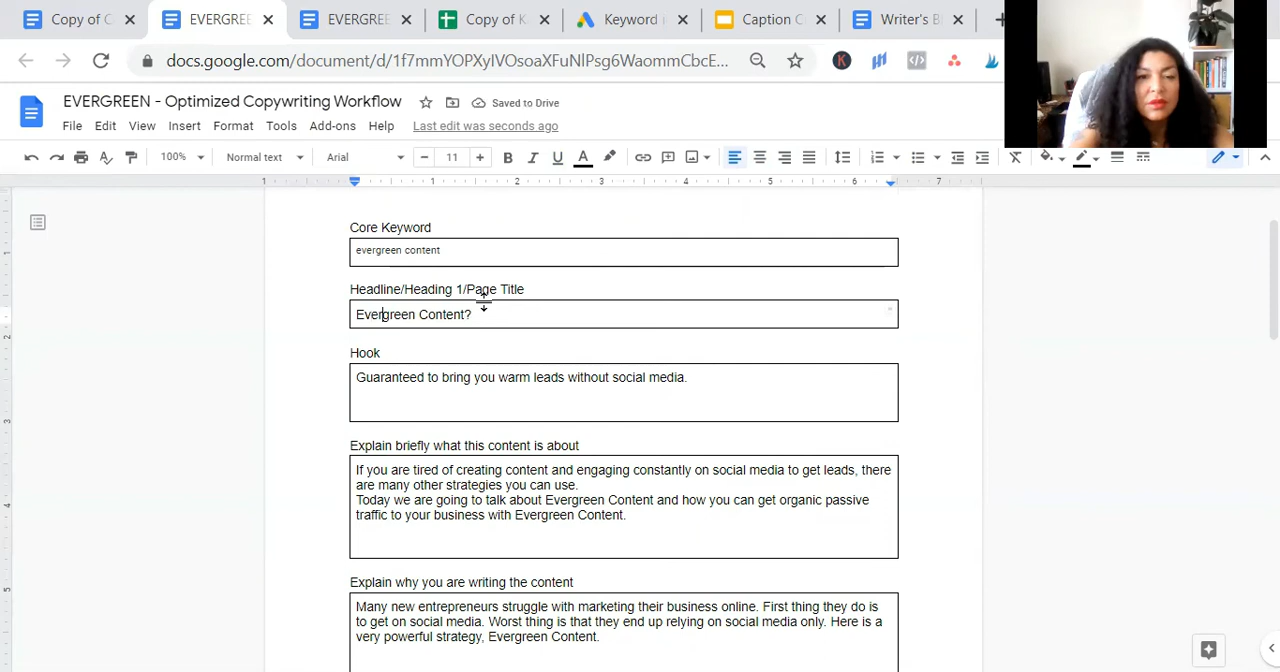 Copy of C
EVERGREE
EVERGREE
Copy of K
Keyword
Caption C
Writer's B
docs.google.com/document/d/1f7mmYOPXyIVOsoaXFuNlPsg6WaommCbcE...
EVERGREEN - Optimized Copywriting Workflow
Saved to Drive
File Edit View Insert Format Tools Add-ons Help Last edit was seconds ago
100% Normal text Arial 11
1 1 2 3 4 5 6 7
Core Keyword
evergreen content
Headline/Heading 1/Page Title
Evergreen Content?
Hook
Guaranteed to bring you warm leads without social media.
Explain briefly what this content is about
If you are tired of creating content and engaging constantly on social media to get leads, there
are many other strategies you can use.
Today we are going to talk about Evergreen Content and how you can get organic passive
traffic to your business with Evergreen Content.
Explain why you are writing the content
Many new entrepreneurs struggle with marketing their business online. First thing they do is
to get on social media. Worst thing is that they end up relying on social media only. Here is a
very powerful strategy, Evergreen Content.